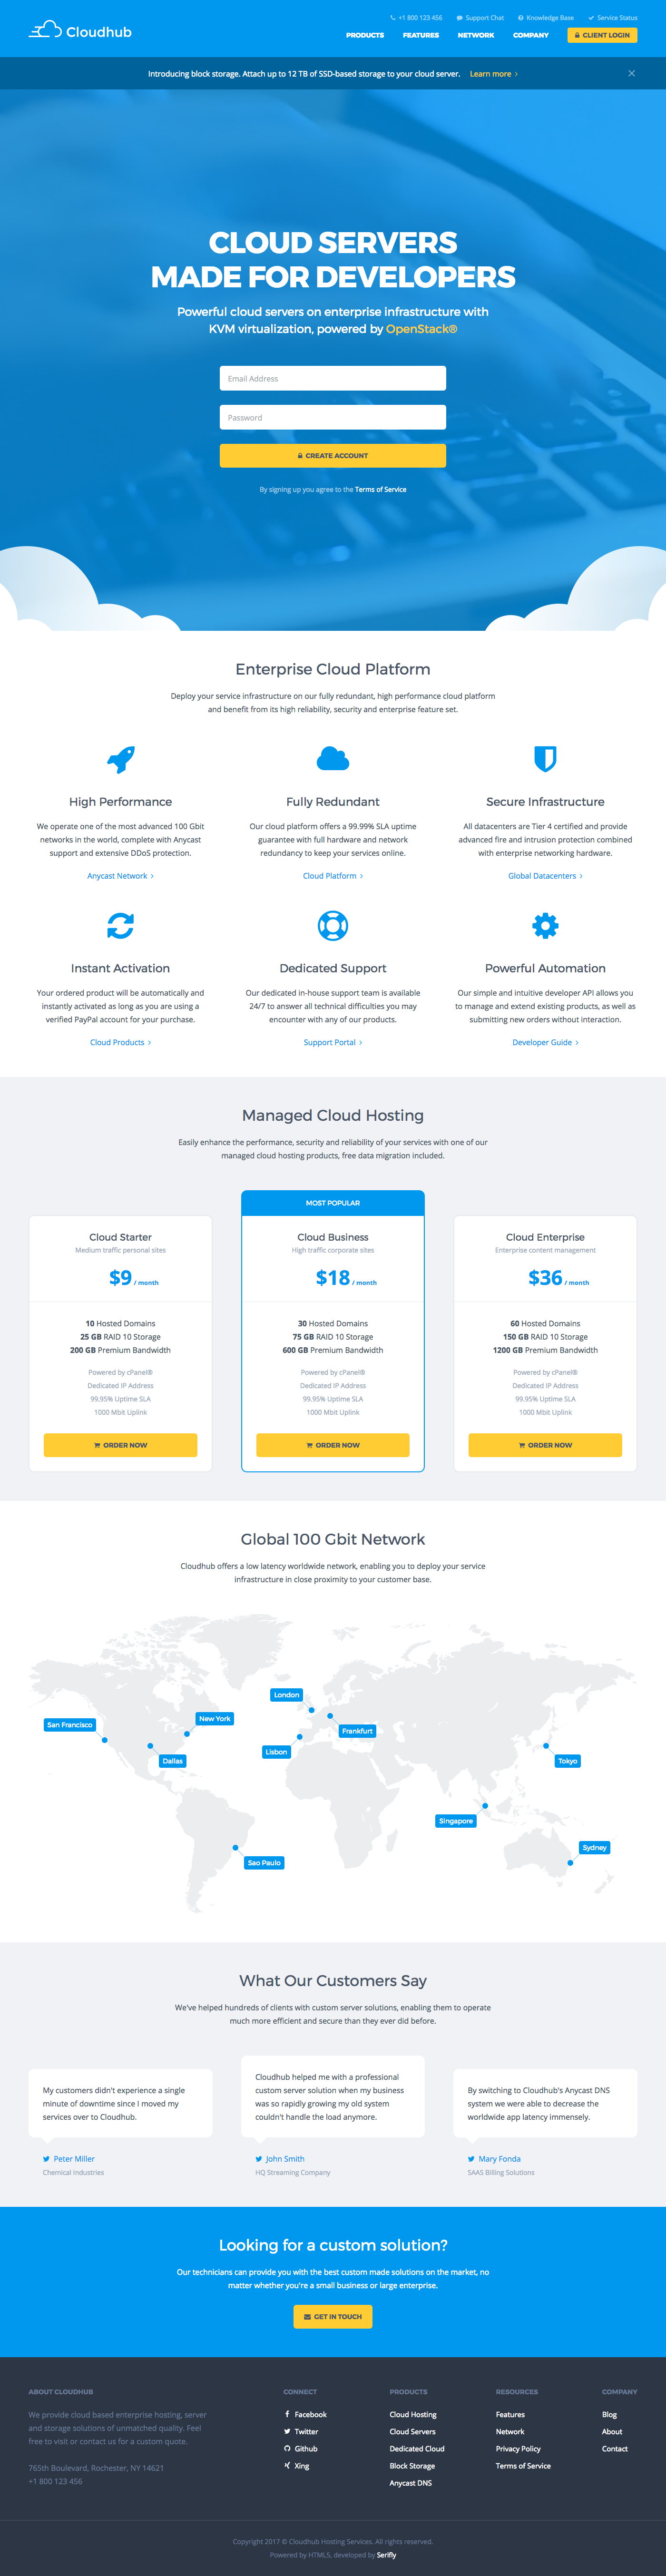 Cloudhub
+1 800 123 456 Support Chat Knowledge Base Service Status
PRODUCTS FEATURES NETWORK COMPANY CLIENT LOGIN
Introducing block storage. Attach up to 12 TB of SSD-based storage to your cloud server. Learn more
CLOUD SERVERS
MADE FOR DEVELOPERS
Powerful cloud servers on enterprise infrastructure with
KVM virtualization, powered by OpenStack®
Email Address
Password
CREATE ACCOUNT
By signing up you agree to the Terms of Service
Enterprise Cloud Platform
Deploy your service infrastructure on our fully redundant, high performance cloud platform
and benefit from its high reliability, security and enterprise feature set.
High Performance
We operate one of the most advanced 100 Gbit
networks in the world, complete with Anycast
support and extensive DDoS protection.
Anycast Network
Fully Redundant
Our cloud platform offers a 99.99% SLA uptime
guarantee with full hardware and network
redundancy to keep your services online.
Cloud Platform
Secure Infrastructure
All datacenters are Tier 4 certified and provide
advanced fire and intrusion protection combined
with enterprise networking hardware.
Global Datacenters
Instant Activation
Your ordered product will be automatically and
instantly activated as long as you are using a
verified PayPal account for your purchase.
Cloud Products
Dedicated Support
Our dedicated in-house support team is available
24/7 to answer all technical difficulties you may
encounter with any of our products.
Support Portal
Powerful Automation
Our simple and intuitive developer API allows you
to manage and extend existing products, as well as
submitting new orders without interaction.
Developer Guide
Managed Cloud Hosting
Easily enhance the performance, security and reliability of your services with one of our
managed cloud hosting products, free data migration included.
Cloud Starter
Medium traffic personal sites
$9 / month
10 Hosted Domains
25 GB RAID 10 Storage
200 GB Premium Bandwidth
Powered by cPanel®
Dedicated IP Address
99.95% Uptime SLA
1000 Mbit Uplink
ORDER NOW
MOST POPULAR
Cloud Business
High traffic corporate sites
$18 / month
30 Hosted Domains
75 GB RAID 10 Storage
600 GB Premium Bandwidth
Powered by cPanel®
Dedicated IP Address
99.95% Uptime SLA
1000 Mbit Uplink
ORDER NOW
Cloud Enterprise
Enterprise content management
$36 / month
60 Hosted Domains
150 GB RAID 10 Storage
1200 GB Premium Bandwidth
Powered by cPanel®
Dedicated IP Address
99.95% Uptime SLA
1000 Mbit Uplink
ORDER NOW
Global 100 Gbit Network
Cloudhub offers a low latency worldwide network, enabling you to deploy your service
infrastructure in close proximity to your customer base.
London
New York
San Francisco
Frankfurt
Lisbon
Dallas
Tokyo
Singapore
Sydney
Sao Paulo
What Our Customers Say
We've helped hundreds of clients with custom server solutions, enabling them to operate
much more efficient and secure than they ever did before.
My customers didn't experience a single
minute of downtime since I moved my
services over to Cloudhub.
Peter Miller
Chemical Industries
Cloudhub helped me with a professional
custom server solution when my business
was so rapidly growing my old system
couldn't handle the load anymore.
John Smith
HQ Streaming Company
By switching to Cloudhub's Anycast DNS
system we were able to decrease the
worldwide app latency immensely.
Mary Fonda
SAAS Billing Solutions
Looking for a custom solution?
Our technicians can provide you with the best custom made solutions on the market, no
matter whether you're a small business or large enterprise.
GET IN TOUCH
ABOUT CLOUDHUB
We provide cloud based enterprise hosting, server
and storage solutions of unmatched quality. Feel
free to visit or contact us for a custom quote.
765th Boulevard, Rochester, NY 14621
+1 800 123 456
CONNECT
Facebook
Twitter
Github
Xing
PRODUCTS
Cloud Hosting
Cloud Servers
Dedicated Cloud
Block Storage
Anycast DNS
RESOURCES
Features
Network
Privacy Policy
Terms of Service
COMPANY
Blog
About
Contact
Copyright 2017 © Cloudhub Hosting Services. All rights reserved.
Powered by HTML5, developed by Serifly